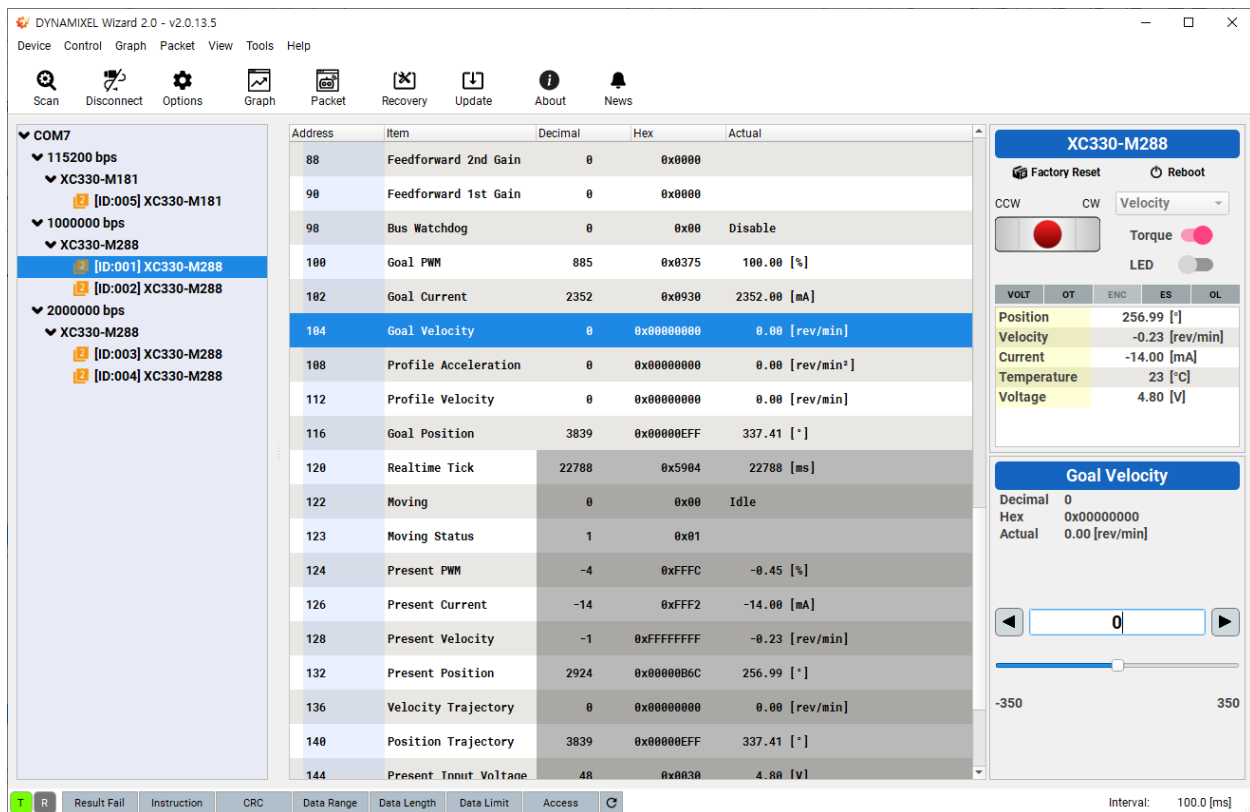 DYNAMIXEL Wizard 2.0 - v2.0.13.5
Device Control Graph Packet View Tools Help
Scan Disconnect Options Graph Packet Recovery Update About News
COM7
115200 bps
XC330-M181
2 [ID:005] XC330-M181
1000000 bps
XC330-M288
2 [ID:001] XC330-M288
2 [ID:002] XC330-M288
2000000 bps
XC330-M288
2 [ID:003] XC330-M288
2 [ID:004] XC330-M288
Address Item Decimal Hex Actual
88 Feedforward 2nd Gain 0 0x0000
90 Feedforward 1st Gain 0 0x0000
98 Bus Watchdog 0 0x00 Disable
100 Goal PWM 885 0x0375 100.00 [%]
102 Goal Current 2352 0x0930 2352.00 [mA]
104 Goal Velocity 0 0x00000000 0.00 [rev/min]
108 Profile Acceleration 0 0x00000000 0.00 [rev/min²]
112 Profile Velocity 0 0x00000000 0.00 [rev/min]
116 Goal Position 3839 0x00000EFF 337.41 [°]
120 Realtime Tick 22788 0x5904 22788 [ms]
122 Moving 0 0x00 Idle
123 Moving Status 1 0x01
124 Present PWM -4 0xFFFC -0.45 [%]
126 Present Current -14 0xFFF2 -14.00 [mA]
128 Present Velocity -1 0xFFFFFFFF -0.23 [rev/min]
132 Present Position 2924 0x00000B6C 256.99 [°]
136 Velocity Trajectory 0 0x00000000 0.00 [rev/min]
140 Position Trajectory 3839 0x00000EFF 337.41 [°]
144 Present Input Voltage 48 0x0030 4.80 [V]
XC330-M288
Factory Reset Reboot
CCW CW Velocity
Torque
LED
VOLT OT ENC ES OL
Position 256.99 [°]
Velocity -0.23 [rev/min]
Current -14.00 [mA]
Temperature 23 [°C]
Voltage 4.80 [V]
Goal Velocity
Decimal 0
Hex 0x00000000
Actual 0.00 [rev/min]
0
-350 350
T R Result Fail Instruction CRC Data Range Data Length Data Limit Access Interval: 100.0 [ms]